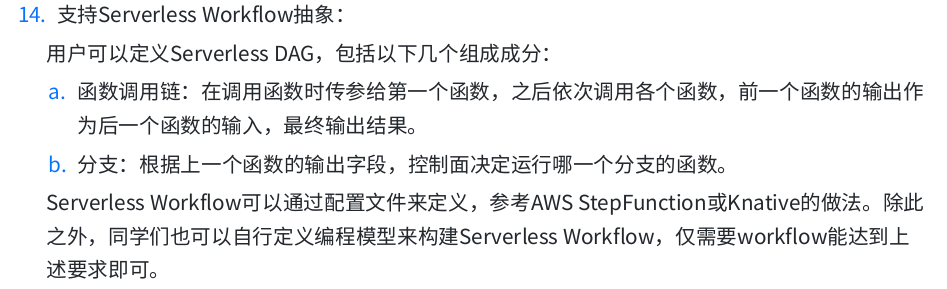 14. 支持Serverless Workflow抽象：
用户可以定义Serverless DAG，包括以下几个组成成分：
a. 函数调用链：在调用函数时传参给第一个函数，之后依次调用各个函数，前一个函数的输出作
为后一个函数的输入，最终输出结果。
b. 分支：根据上一个函数的输出字段，控制面决定运行哪一个分支的函数。
Serverless Workflow可以通过配置文件来定义，参考AWS StepFunction或Knative的做法。除此
之外，同学们也可以自行定义编程模型来构建Serverless Workflow，仅需要workflow能达到上
述要求即可。